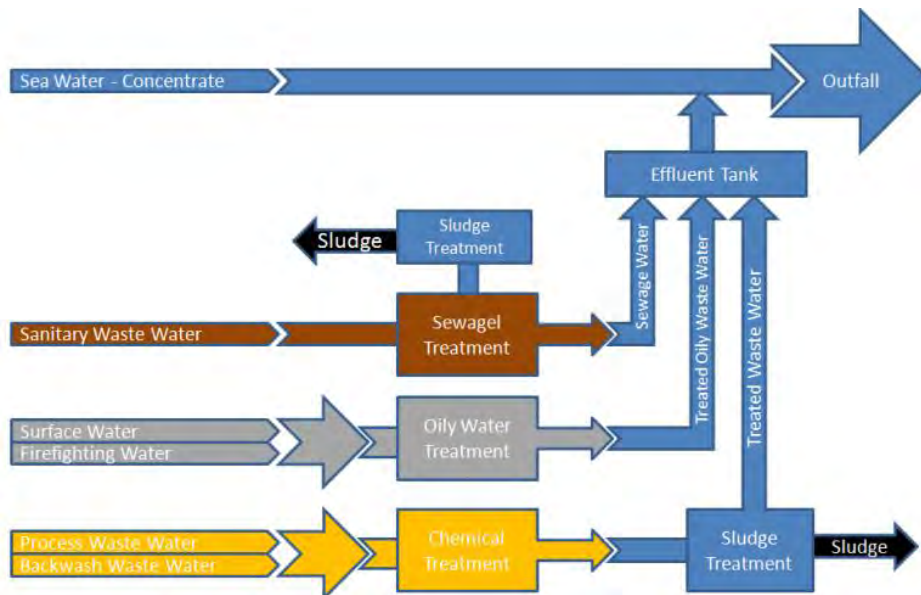 Sea Water - Concentrate
Outfall
Effluent Tank
Sludge
Sludge
Treatment
Sewage Water
Treated Oily Waste Water
Treated Waste Water
Sanitary Waste Water
Sewagel
Treatment
Surface Water
Firefighting Water
Oily Water
Treatment
Process Waste Water
Backwash Waste Water
Chemical
Treatment
Sludge
Treatment
Sludge